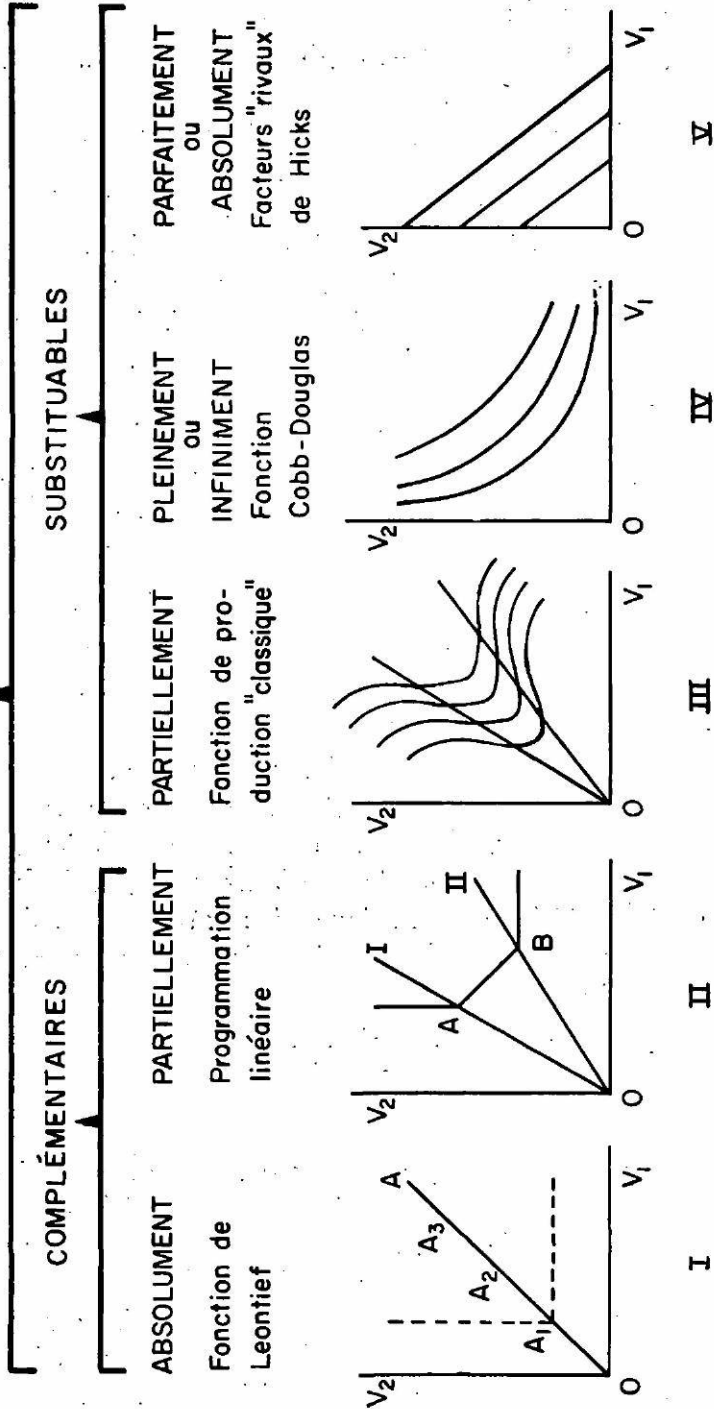 COMPLÉMENTAIRES
SUBSTITUABLES
ABSOLUMENT
Fonction de
Leontief
PARTIELLEMENT
Programmation
linéaire
PARTIELLEMENT
Fonction de pro-
duction "classique"
PLEINEMENT
ou
INFINIMENT
Fonction
Cobb-Douglas
PARFAITEMENT
ou
ABSOLUMENT
Facteurs "rivaux"
de Hicks
V2
A
A3
A2
A1
O
V1
I
V2
I
II
A
B
O
V1
II
V2
O
V1
III
V2
O
V1
IV
V2
O
V1
V